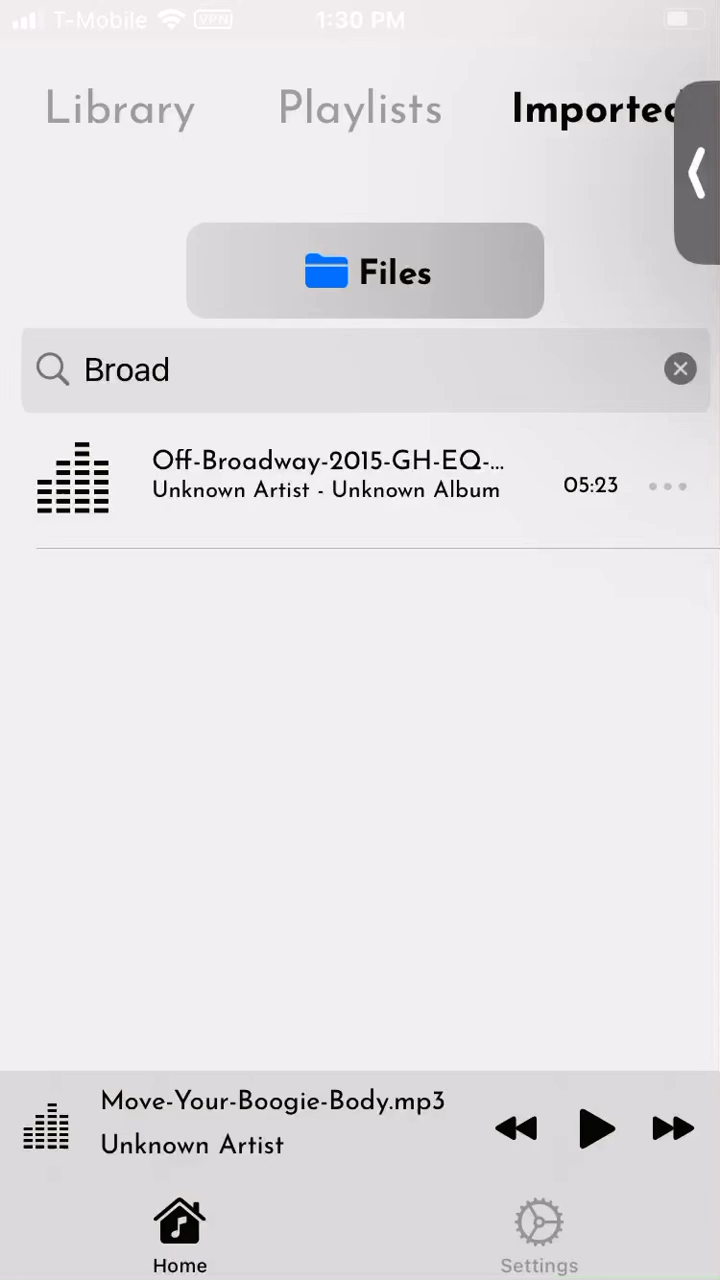 T-Mobile VPN 1:30 PM
Library Playlists Imported
Files
Broad
Off-Broadway-2015-GH-EQ-...
Unknown Artist - Unknown Album
05:23
Move-Your-Boogie-Body.mp3
Unknown Artist
Home Settings